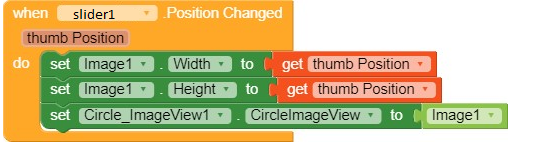 when slider1 .Position Changed
thumb Position
do set Image1 . Width to get thumb Position
set Image1 . Height to get thumb Position
set Circle_ImageView1 . CircleImageView to Image1